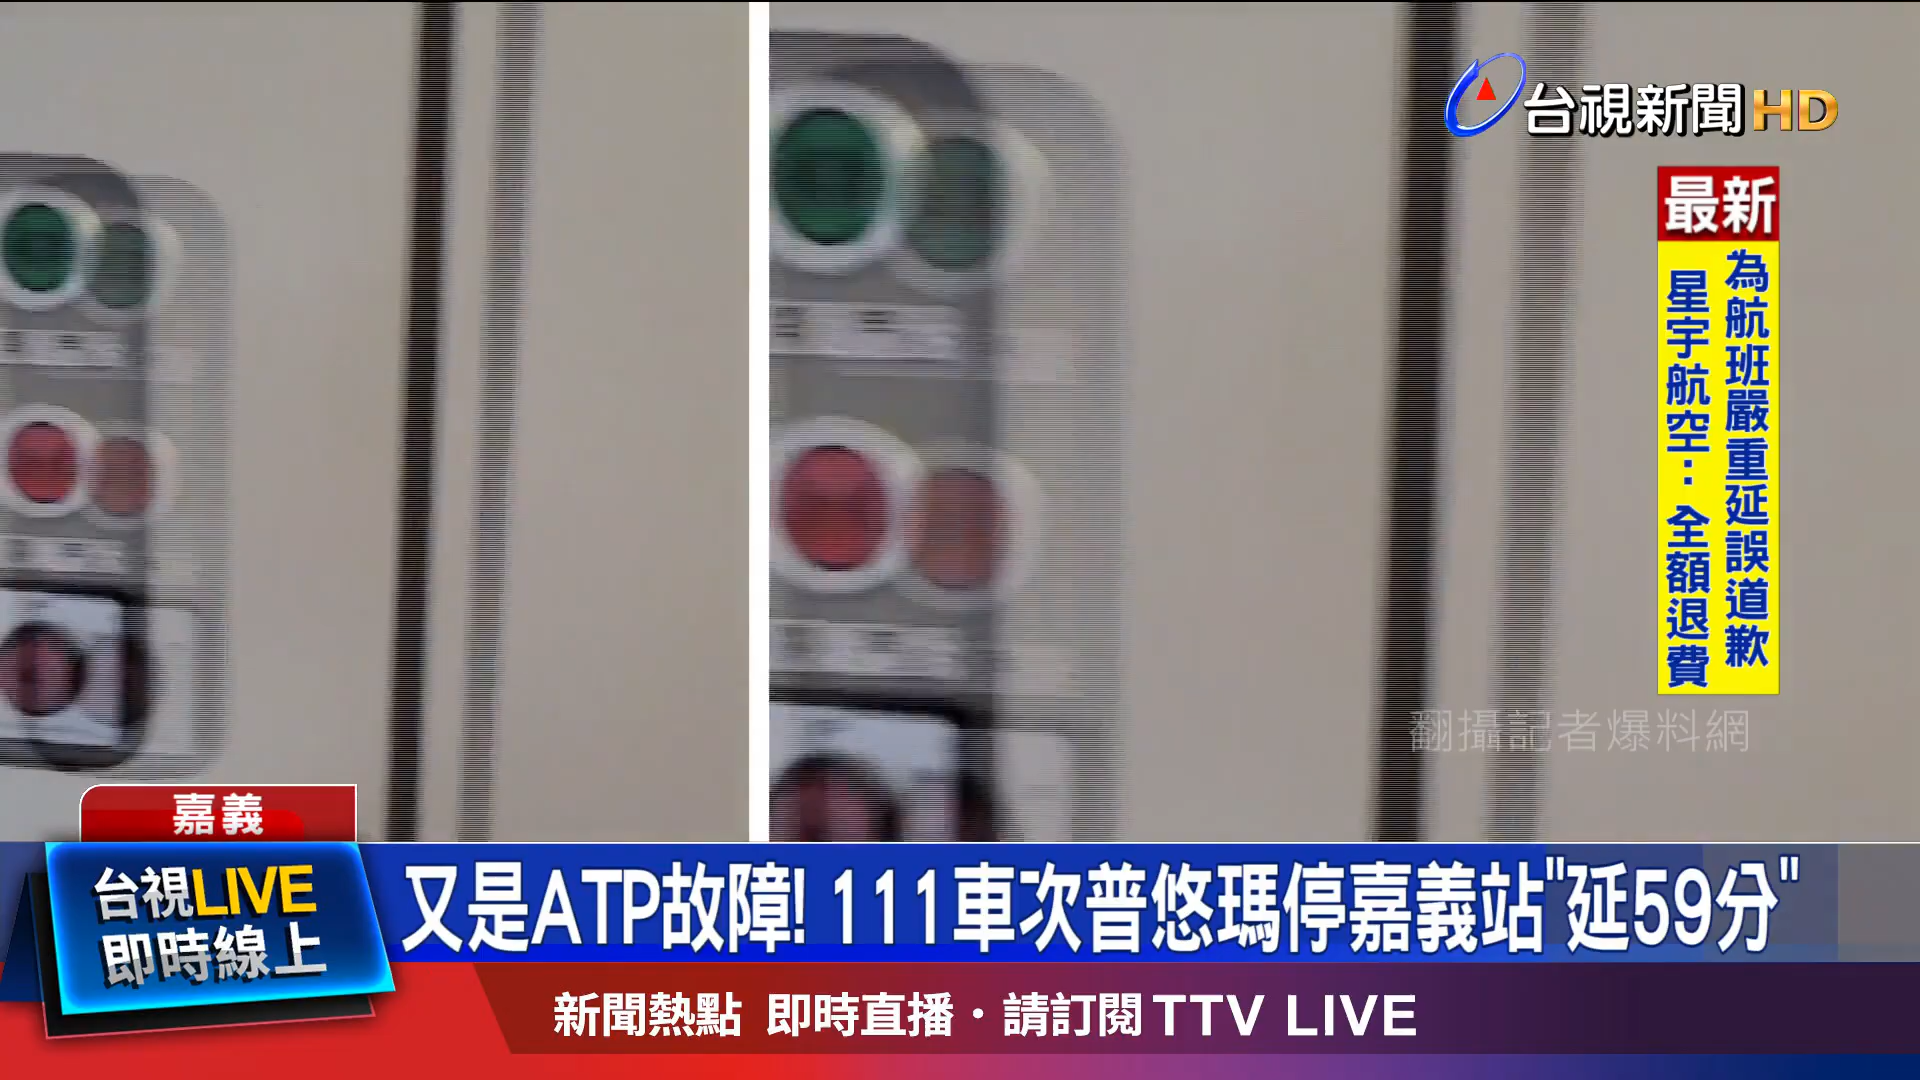 台視新聞HD
最新
為航班嚴重延誤道歉
星宇航空：全額退費
翻攝記者爆料網
嘉義
台視LIVE
即時線上
又是ATP故障! 111車次普悠瑪停嘉義站"延59分"
新聞熱點 即時直播・請訂閱TTV LIVE